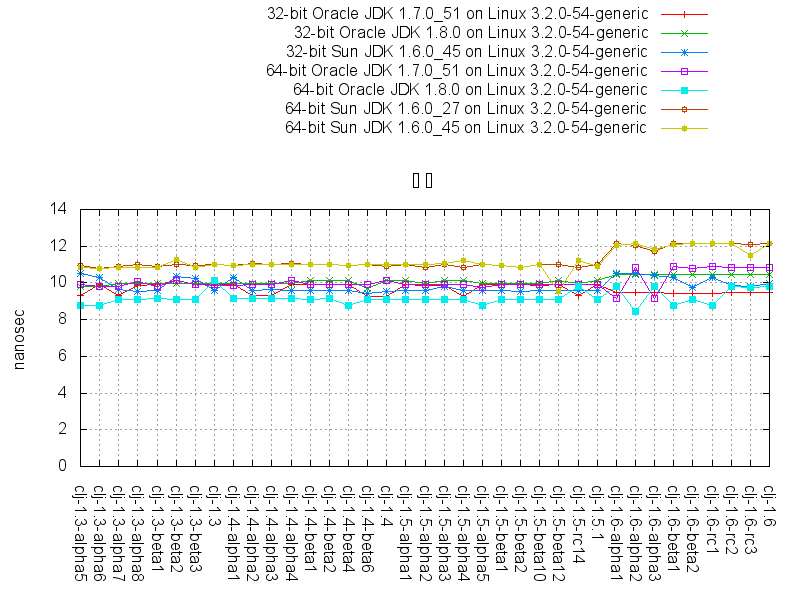 32-bit Oracle JDK 1.7.0_51 on Linux 3.2.0-54-generic
32-bit Oracle JDK 1.8.0 on Linux 3.2.0-54-generic
32-bit Sun JDK 1.6.0_45 on Linux 3.2.0-54-generic
64-bit Oracle JDK 1.7.0_51 on Linux 3.2.0-54-generic
64-bit Oracle JDK 1.8.0 on Linux 3.2.0-54-generic
64-bit Sun JDK 1.6.0_27 on Linux 3.2.0-54-generic
64-bit Sun JDK 1.6.0_45 on Linux 3.2.0-54-generic
14
12
10
8
6
4
2
0
nanosec
clj-1.3-alpha5
clj-1.3-alpha6
clj-1.3-alpha7
clj-1.3-alpha8
clj-1.3-beta1
clj-1.3-beta2
clj-1.3-beta3
clj-1.3
clj-1.4-alpha1
clj-1.4-alpha2
clj-1.4-alpha3
clj-1.4-alpha4
clj-1.4-beta1
clj-1.4-beta2
clj-1.4-beta4
clj-1.4-beta6
clj-1.4
clj-1.5-alpha1
clj-1.5-alpha2
clj-1.5-alpha3
clj-1.5-alpha4
clj-1.5-alpha5
clj-1.5-beta1
clj-1.5-beta2
clj-1.5-beta10
clj-1.5-beta12
clj-1.5-rc14
clj-1.5.1
clj-1.6-alpha1
clj-1.6-alpha2
clj-1.6-alpha3
clj-1.6-beta1
clj-1.6-beta2
clj-1.6-rc1
clj-1.6-rc2
clj-1.6-rc3
clj-1.6